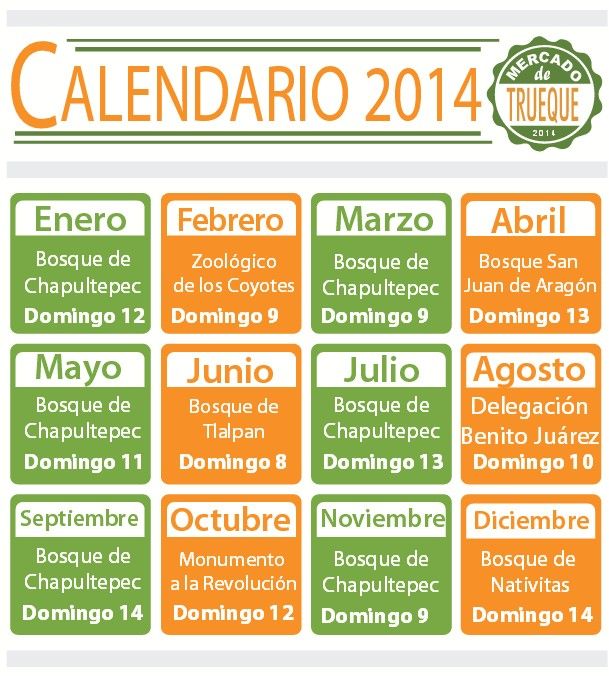 CALENDARIO 2014
MERCADO
de
TRUEQUE
2014
Enero
Bosque de
Chapultepec
Domingo 12
Febrero
Zoológico
de los Coyotes
Domingo 9
Marzo
Bosque de
Chapultepec
Domingo 9
Abril
Bosque San
Juan de Aragón
Domingo 13
Mayo
Bosque de
Chapultepec
Domingo 11
Junio
Bosque de
Tlalpan
Domingo 8
Julio
Bosque de
Chapultepec
Domingo 13
Agosto
Delegación
Benito Juárez
Domingo 10
Septiembre
Bosque de
Chapultepec
Domingo 14
Octubre
Monumento
a la Revolución
Domingo 12
Noviembre
Bosque de
Chapultepec
Domingo 9
Diciembre
Bosque de
Nativitas
Domingo 14